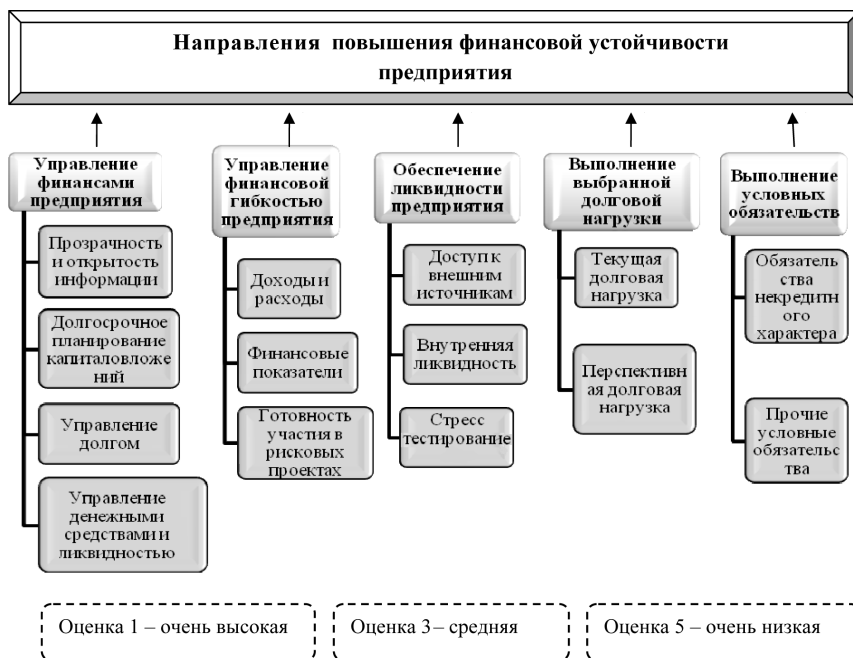 Направления повышения финансовой устойчивости
предприятия
Управление
финансами
предприятия
Прозрачность
и открытость
информации
Долгосрочное
планирование
капиталовложе
ний
Управление
долгом
Управление
денежными
средствами и
ликвидностью
Управление
финансовой
гибкостью
предприятия
Доходы и
расходы
Финансовые
показатели
Готовность
участия в
рисковых
проектах
Обеспечение
ликвидности
предприятия
Доступ к
внешним
источникам
Внутренняя
ликвидность
Стресс
тестирование
Выполнение
выбранной
долговой
нагрузки
Текущая
долговая
нагрузка
Перспективн
ая долговая
нагрузка
Выполнение
условных
обязательств
Обязатель
ства
некредитн
ого
характера
Прочие
условные
обязательс
тва
Оценка 1 – очень высокая
Оценка 3 – средняя
Оценка 5 – очень низкая